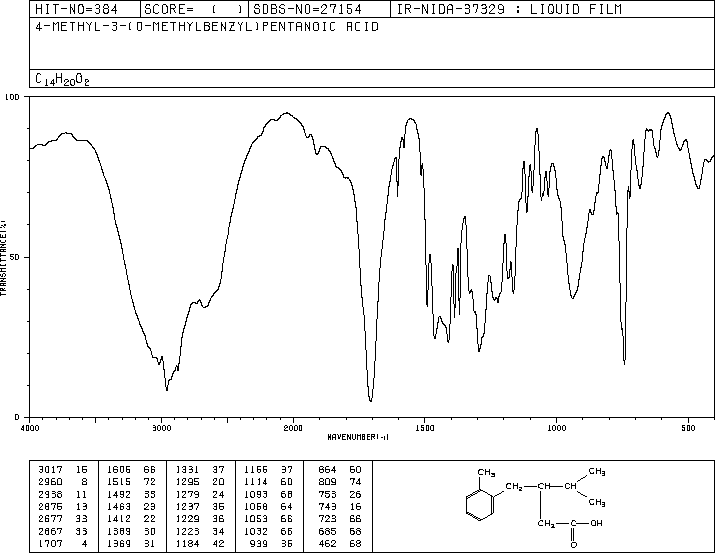 HIT-NO=384 SCORE= ( ) SDBS-NO=27154 IR-NIDA-37329 : LIQUID FILM
4-METHYL-3-(O-METHYLBENZYL)PENTANOIC ACID
C14H20O2
100
50
0
TRANSMITTANCE(%)
4000 3000 2000 1500 1000 500
WAVENUMBER(-1)
3017 16 1606 66 1331 37 1166 37 864 60
2960 8 1515 72 1295 20 1114 60 809 74
2938 11 1492 33 1279 24 1093 68 753 26
2875 13 1463 23 1237 35 1058 64 743 16
2677 33 1412 22 1229 36 1053 66 723 66
2667 33 1389 30 1223 34 1032 66 685 68
1707 4 1369 31 1184 42 939 36 462 68
CH3 CH3
CH2 CH CH
CH3
CH2 C OH
O